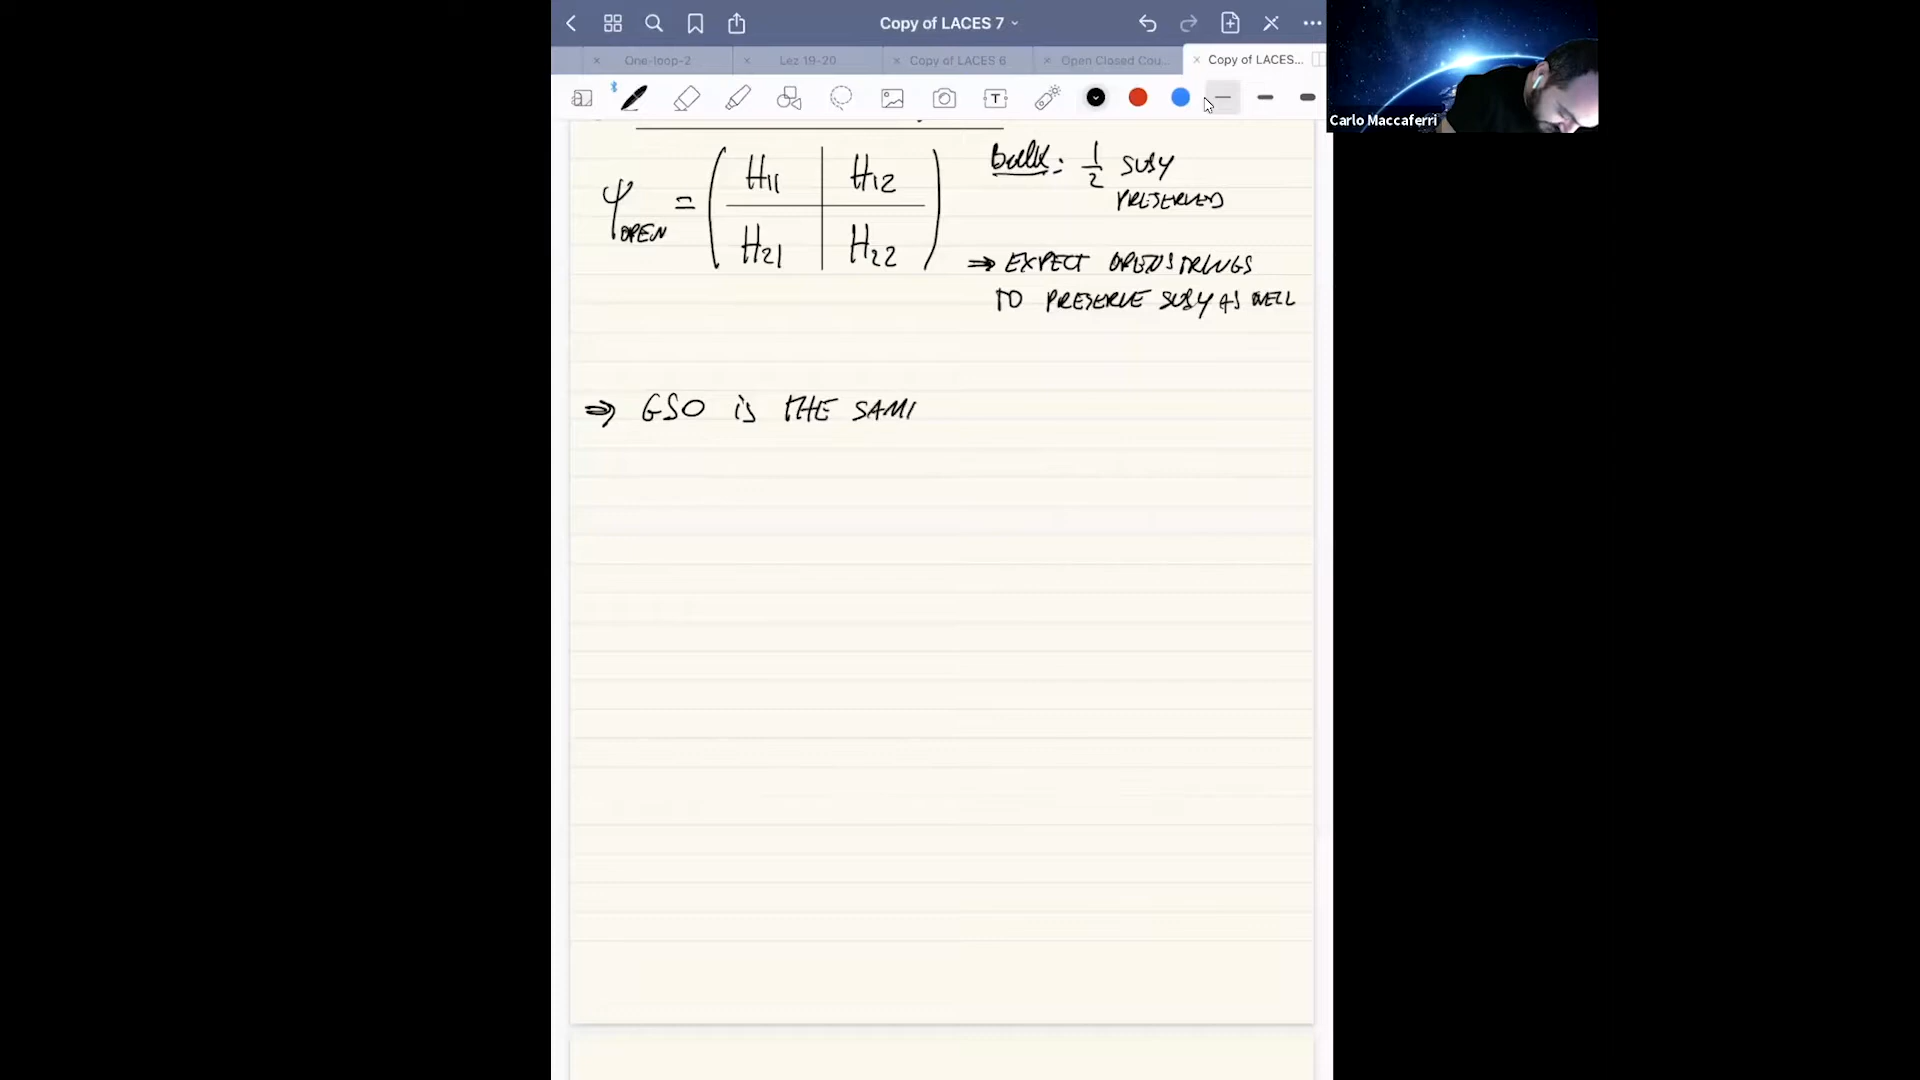 Copy of LACES 7
One-loop-2
Lez 19-20
Copy of LACES 6
Open Closed Cou...
Copy of LACES...
Carlo Maccaferri
ψ_OPEN = ( H11 | H12
H21 | H22 )
Bulk: 1/2 SUSY
PRESERVED
⇒ EXPECT OPEN STRINGS
TO PRESERVE SUSY AS WELL
⇒ GSO is THE SAM